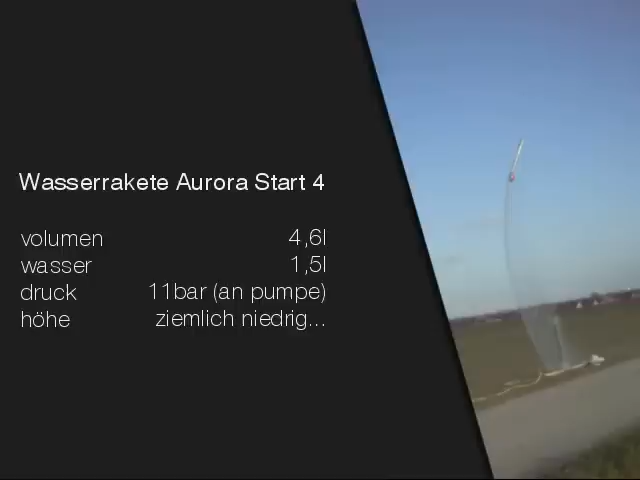 Wasserrakete Aurora Start 4
volumen 4,6l
wasser 1,5l
druck 11bar (an pumpe)
höhe ziemlich niedrig...